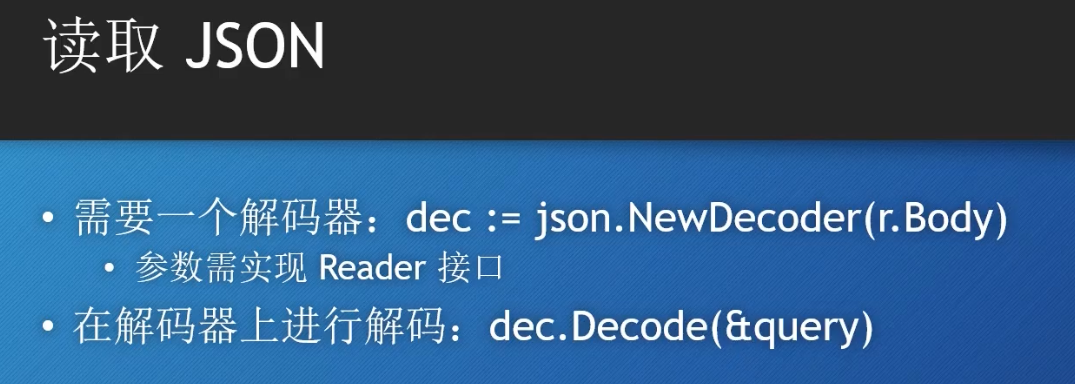 读取 JSON
• 需要一个解码器：dec := json.NewDecoder(r.Body)
• 参数需实现 Reader 接口
• 在解码器上进行解码：dec.Decode(&query)